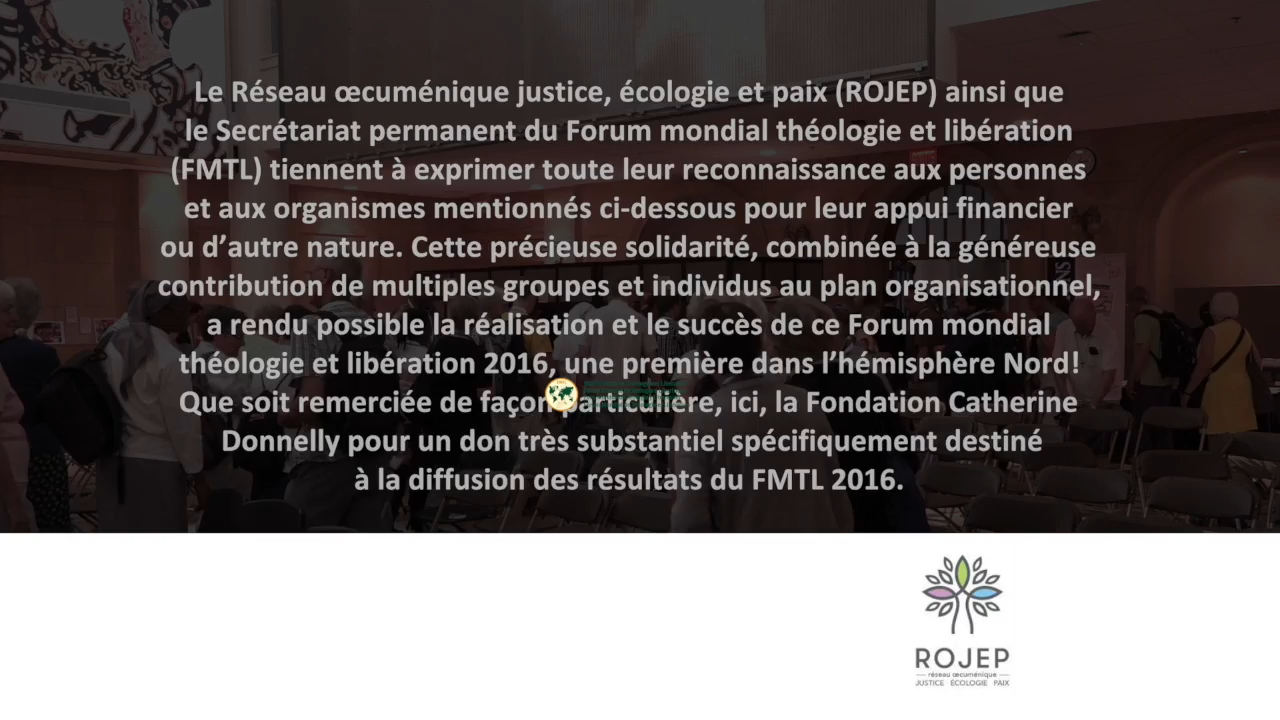 Le Réseau œcuménique justice, écologie et paix (ROJEP) ainsi que
le Secrétariat permanent du Forum mondial théologie et libération
(FMTL) tiennent à exprimer toute leur reconnaissance aux personnes
et aux organismes mentionnés ci-dessous pour leur appui financier
ou d’autre nature. Cette précieuse solidarité, combinée à la généreuse
contribution de multiples groupes et individus au plan organisationnel,
a rendu possible la réalisation et le succès de ce Forum mondial
théologie et libération 2016, une première dans l’hémisphère Nord!
Que soit remerciée de façon particulière, ici, la Fondation Catherine
Donnelly pour un don très substantiel spécifiquement destiné
à la diffusion des résultats du FMTL 2016.
ROJEP
réseau œcuménique
JUSTICE ÉCOLOGIE PAIX